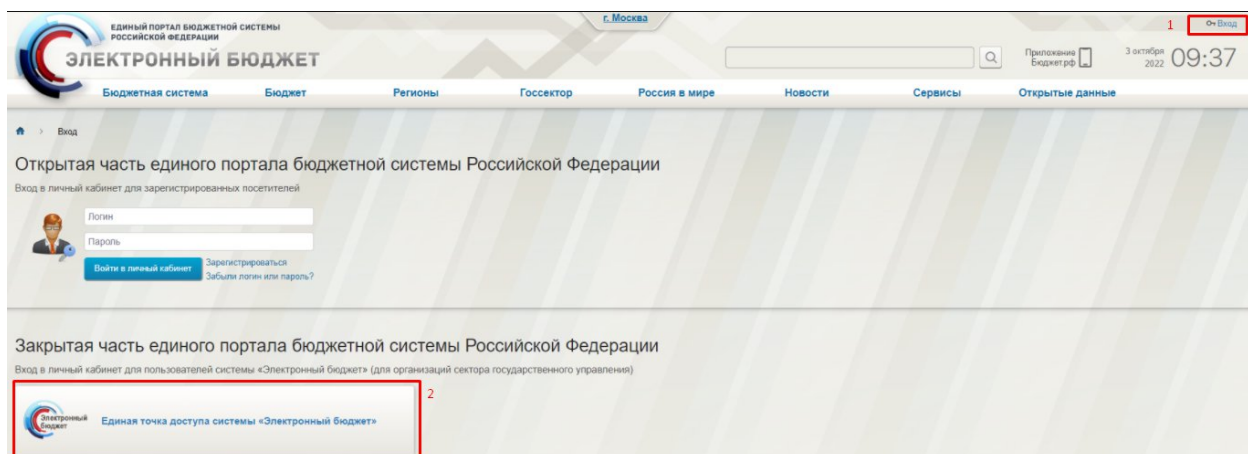 г. Москва
1
Вход
ЕДИНЫЙ ПОРТАЛ БЮДЖЕТНОЙ СИСТЕМЫ
РОССИЙСКОЙ ФЕДЕРАЦИИ
ЭЛЕКТРОННЫЙ БЮДЖЕТ
Приложение
Бюджет.рф
3 октября
2022
09:37
Бюджетная система Бюджет Регионы Госсектор Россия в мире Новости Сервисы Открытые данные
Вход
Открытая часть единого портала бюджетной системы Российской Федерации
Вход в личный кабинет для зарегистрированных посетителей
Логин
Пароль
Войти в личный кабинет
Зарегистрироваться
Забыли логин или пароль?
Закрытая часть единого портала бюджетной системы Российской Федерации
Вход в личный кабинет для пользователей системы «Электронный бюджет» (для организаций сектора государственного управления)
2
Электронный
бюджет
Единая точка доступа системы «Электронный бюджет»